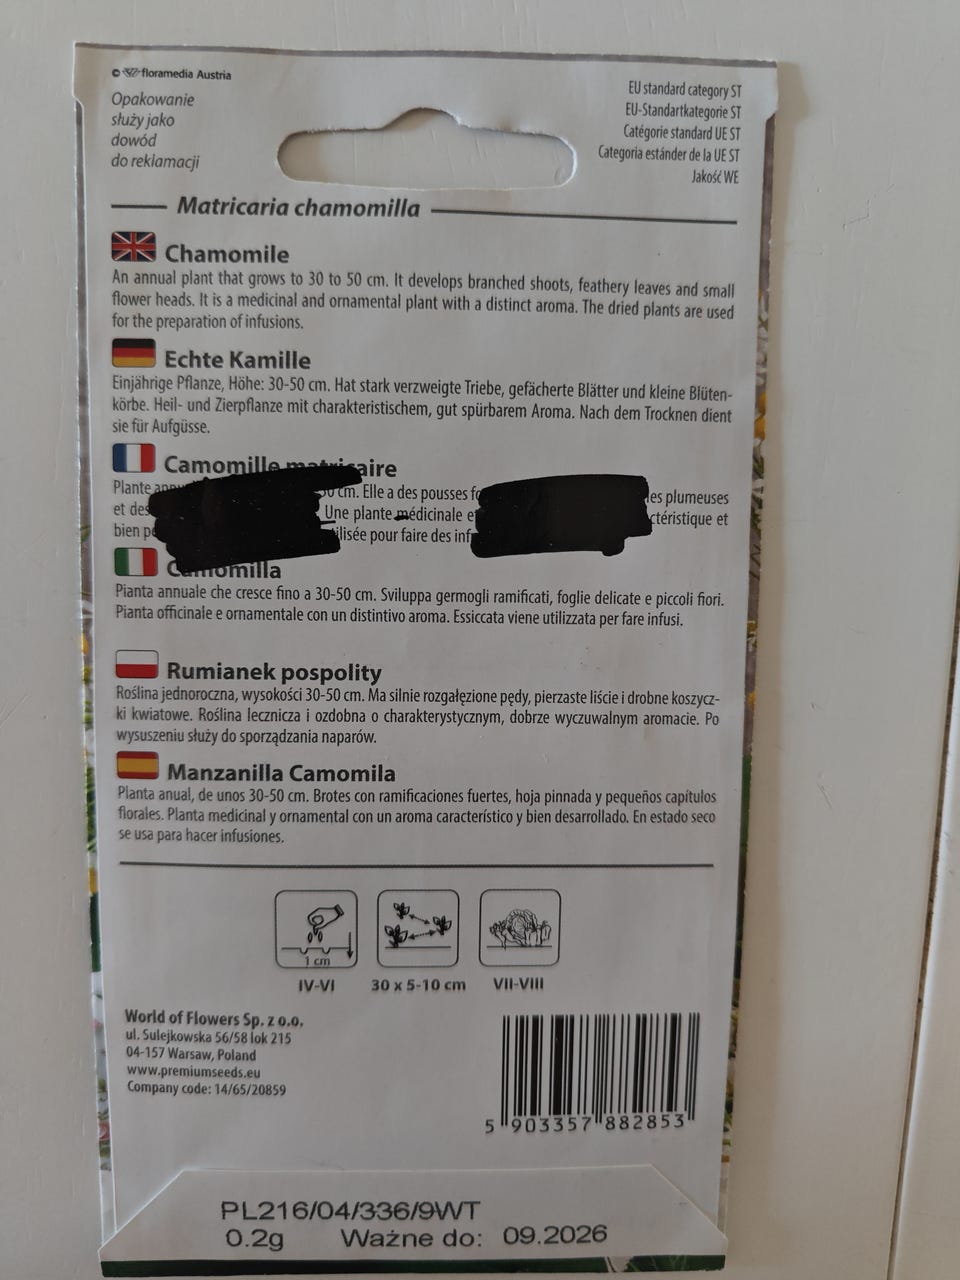 © floramedia Austria
Opakowanie
służy jako
dowód
do reklamacji
EU standard category ST
EU-Standartkategorie ST
Catégorie standard UE ST
Categoria estánder de la UE ST
Jakość WE
Matricaria chamomilla
Chamomile
An annual plant that grows to 30 to 50 cm. It develops branched shoots, feathery leaves and small
flower heads. It is a medicinal and ornamental plant with a distinct aroma. The dried plants are used
for the preparation of infusions.
Echte Kamille
Einjährige Pflanze, Höhe: 30-50 cm. Hat stark verzweigte Triebe, gefächerte Blätter und kleine Blüten-
körbe. Heil- und Zierpflanze mit charakteristischem, gut spürbarem Aroma. Nach dem Trocknen dient
sie für Aufgüsse.
Camomille matricaire
Plante cm. Elle a des pousses plumeuses
et des Une plante médicinale et
bien pour faire des
Camomilla
Pianta annuale che cresce fino a 30-50 cm. Sviluppa germogli ramificati, foglie delicate e piccoli fiori.
Pianta officinale e ornamentale con un distintivo aroma. Essiccata viene utilizzata per fare infusi.
Rumianek pospolity
Roślina jednoroczna, wysokości 30-50 cm. Ma silnie rozgałęzione pędy, pierzaste liście i drobne koszycz-
ki kwiatowe. Roślina lecznicza i ozdobna o charakterystycznym, dobrze wyczuwalnym aromacie. Po
wysuszeniu służy do sporządzania naparów.
Manzanilla Camomila
Planta anual, de unos 30-50 cm. Brotes con ramificaciones fuertes, hoja pinnada y pequeños capítulos
florales. Planta medicinal y ornamental con un aroma característico y bien desarrollado. En estado seco
se usa para hacer infusiones.
1 cm
IV-VI
30 x 5-10 cm
VII-VIII
World of Flowers Sp. z o.o.
ul. Sulejkowska 56/58 lok 215
04-157 Warsaw, Poland
www.premiumseeds.eu
Company code: 14/65/20859
5 903357 882853
PL216/04/336/9WT
0.2g Ważne do: 09.2026